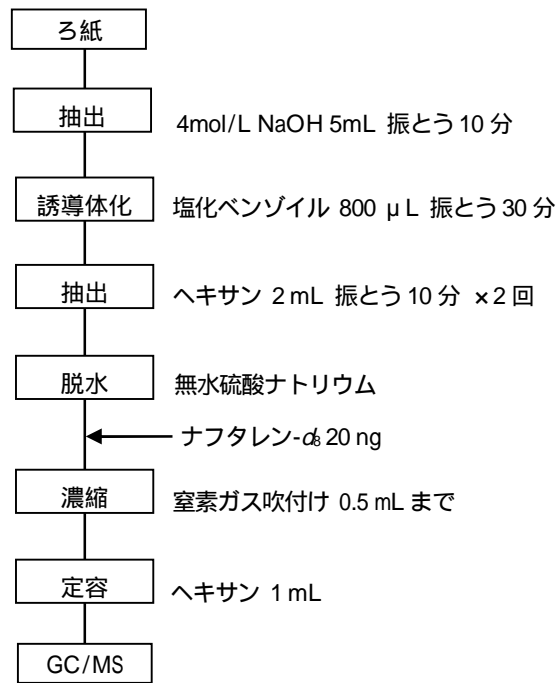 ろ紙
抽出
4mol/L NaOH 5mL 振とう 10 分
誘導体化
塩化ベンゾイル 800 μL 振とう 30 分
抽出
ヘキサン 2 mL 振とう 10 分 ×2 回
脱水
無水硫酸ナトリウム
ナフタレン-d8 20 ng
濃縮
窒素ガス吹付け 0.5 mL まで
定容
ヘキサン 1 mL
GC/MS